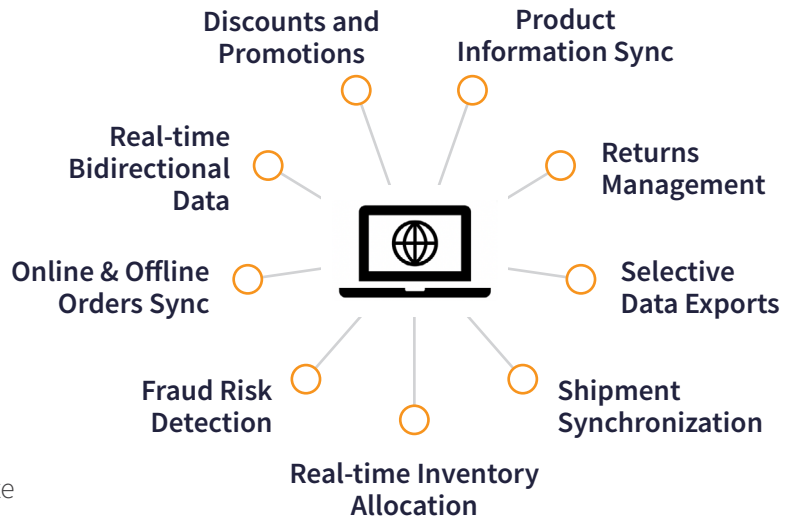 Discounts and
Promotions
Product
Information Sync
Real-time
Bidirectional
Data
Returns
Management
Online & Offline
Orders Sync
Selective
Data Exports
Fraud Risk
Detection
Shipment
Synchronization
Real-time Inventory
Allocation